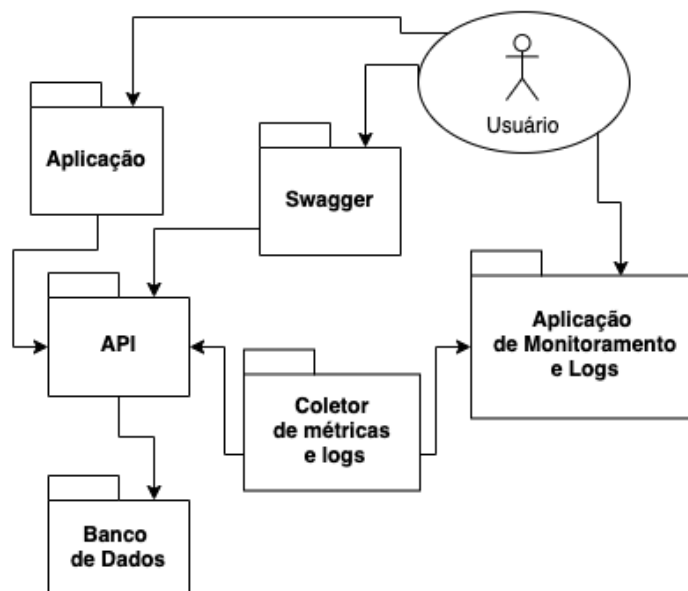 Usuário
Aplicação
Swagger
API
Aplicação
de Monitoramento
e Logs
Coletor
de métricas
e logs
Banco
de Dados